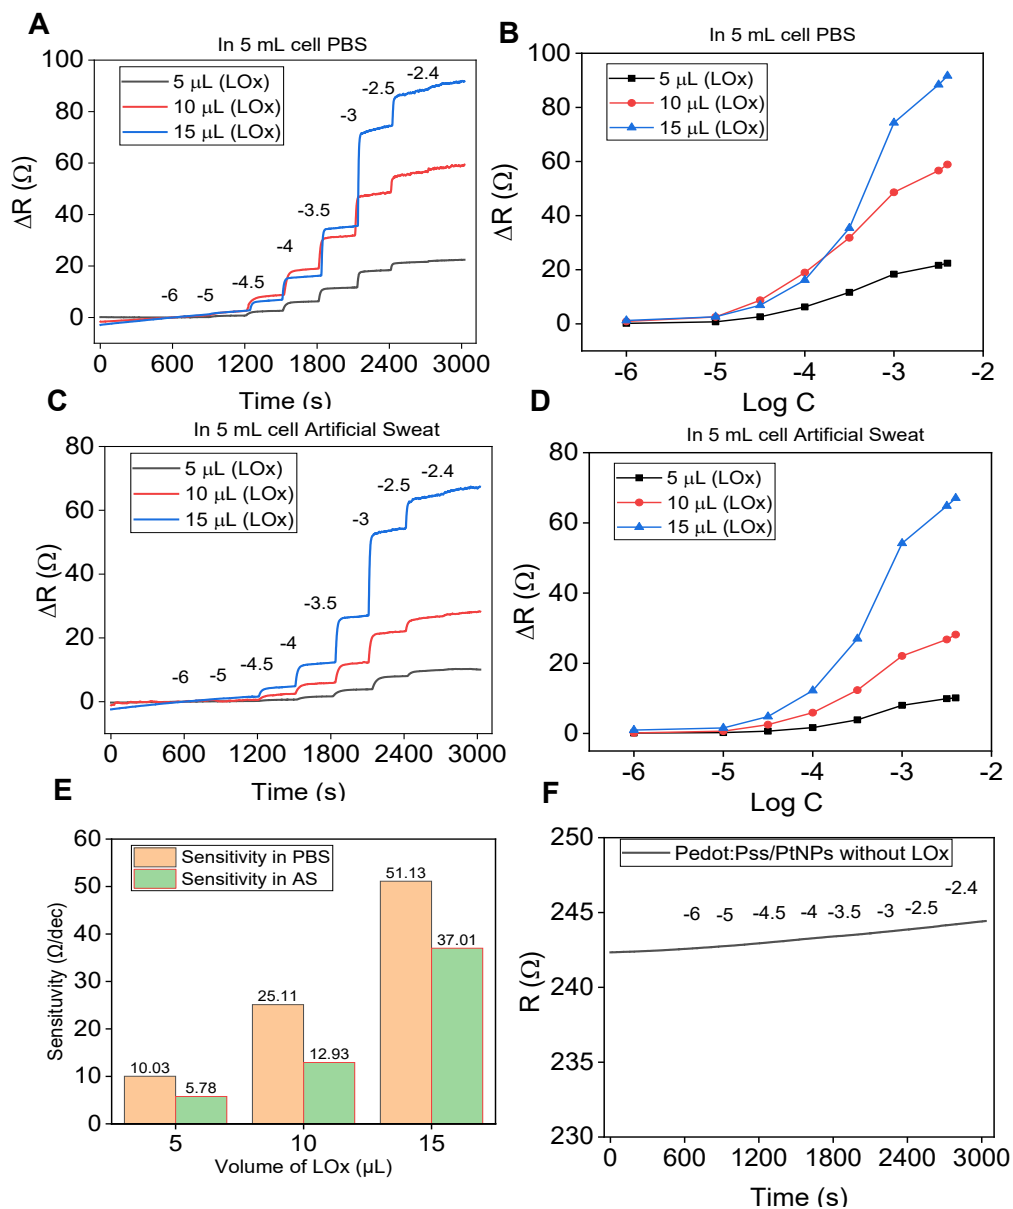 A
In 5 mL cell PBS
5 μL (LOx)
10 μL (LOx)
15 μL (LOx)
-6
-5
-4.5
-4
-3.5
-3
-2.5
-2.4
100
80
60
40
20
0
ΔR (Ω)
0 600 1200 1800 2400 3000
Time (s)
B
In 5 mL cell PBS
5 μL (LOx)
10 μL (LOx)
15 μL (LOx)
100
80
60
40
20
0
ΔR (Ω)
-6 -5 -4 -3 -2
Log C
C
In 5 mL cell Artificial Sweat
5 μL (LOx)
10 μL (LOx)
15 μL (LOx)
-6
-5
-4.5
-4
-3.5
-3
-2.5
-2.4
80
60
40
20
0
ΔR (Ω)
0 600 1200 1800 2400 3000
Time (s)
D
In 5 mL cell Artificial Sweat
5 μL (LOx)
10 μL (LOx)
15 μL (LOx)
80
60
40
20
0
ΔR (Ω)
-6 -5 -4 -3 -2
Log C
E
Sensitivity in PBS
Sensitivity in AS
60
50
40
30
20
10
0
Sensituvity (Ω/dec)
10.03
5.78
25.11
12.93
51.13
37.01
5 10 15
Volume of LOx (μL)
F
Pedot:Pss/PtNPs without LOx
-6 -5 -4.5 -4 -3.5 -3 -2.5 -2.4
250
245
240
235
230
R (Ω)
0 600 1200 1800 2400 3000
Time (s)